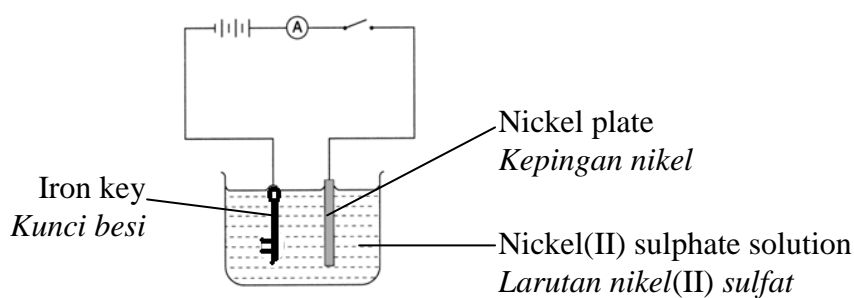 A
Nickel plate
Kepingan nikel
Iron key
Kunci besi
Nickel(II) sulphate solution
Larutan nikel(II) sulfat